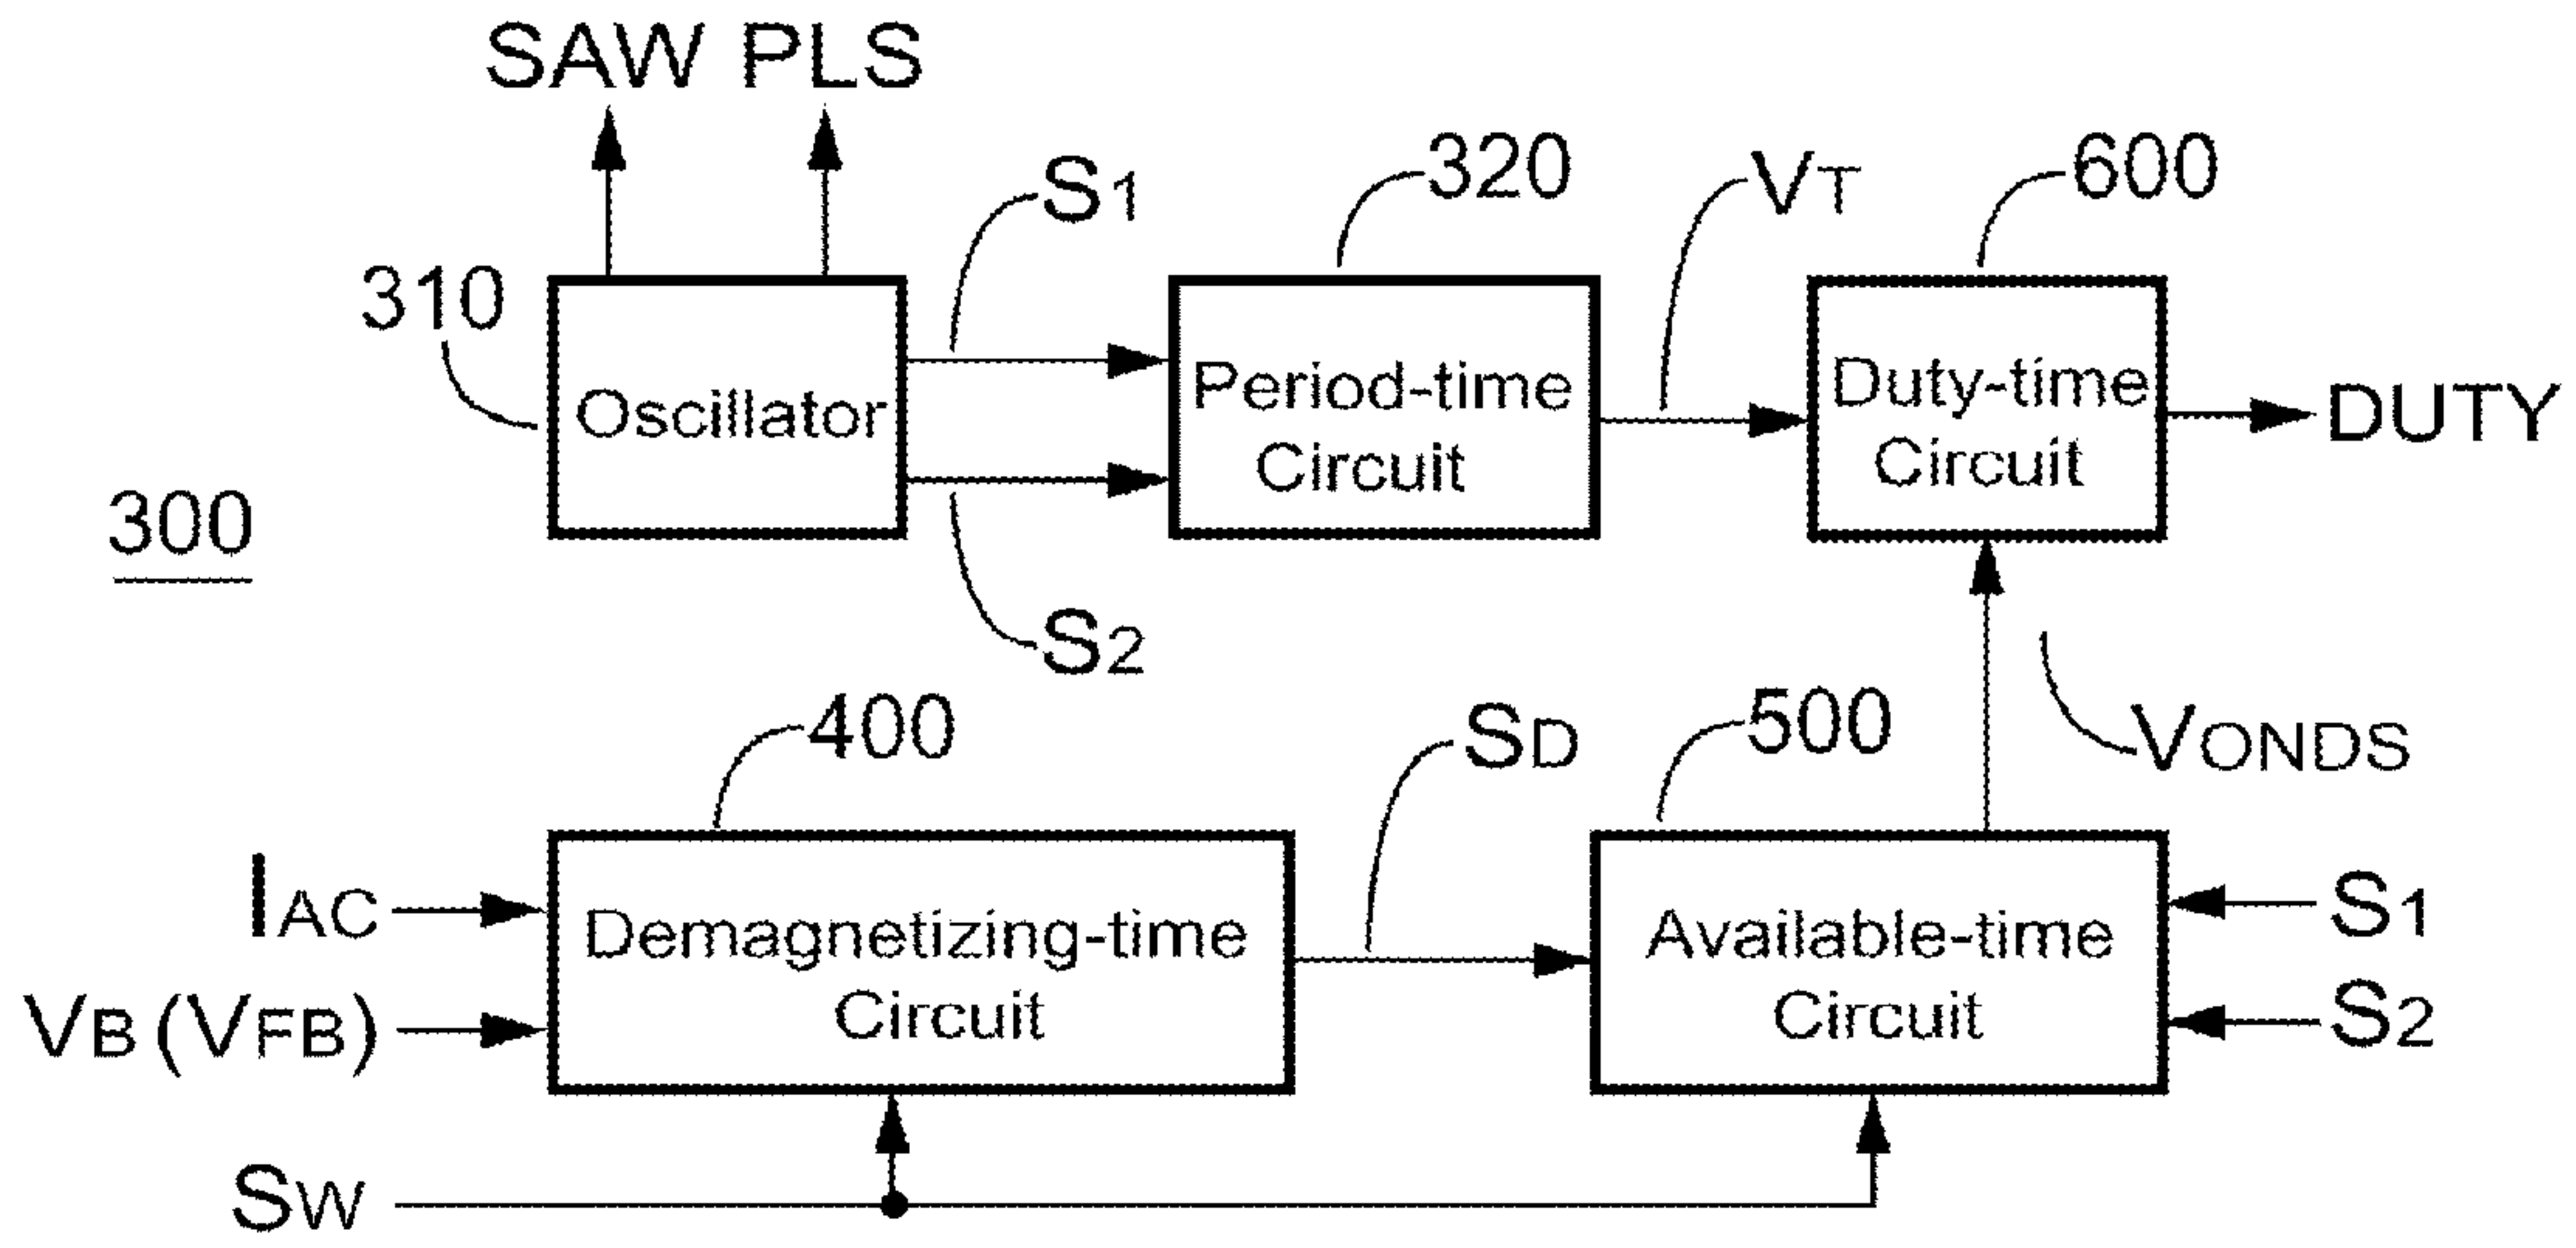 SAW PLS
S1
320
VT
600
310
Oscillator
Period-time
Circuit
Duty-time
Circuit
DUTY
300
S2
400
SD
500
VONDS
IAC
Demagnetizing-time
Circuit
Available-time
Circuit
S1
VB (VFB)
S2
SW